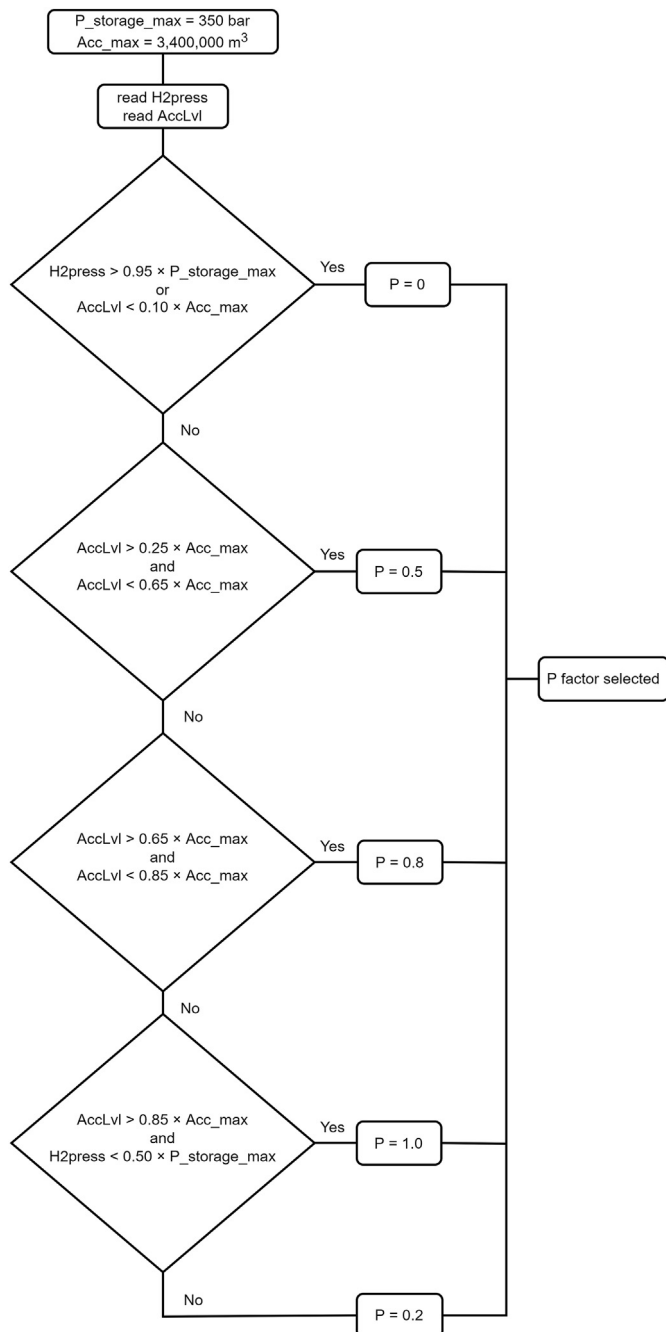 P_storage_max = 350 bar
Acc_max = 3,400,000 m³
read H2press
read AccLvl
H2press > 0.95 × P_storage_max
or
AccLvl < 0.10 × Acc_max
Yes
P = 0
No
AccLvl > 0.25 × Acc_max
and
AccLvl < 0.65 × Acc_max
Yes
P = 0.5
P factor selected
No
AccLvl > 0.65 × Acc_max
and
AccLvl < 0.85 × Acc_max
Yes
P = 0.8
No
AccLvl > 0.85 × Acc_max
and
H2press < 0.50 × P_storage_max
Yes
P = 1.0
No
P = 0.2